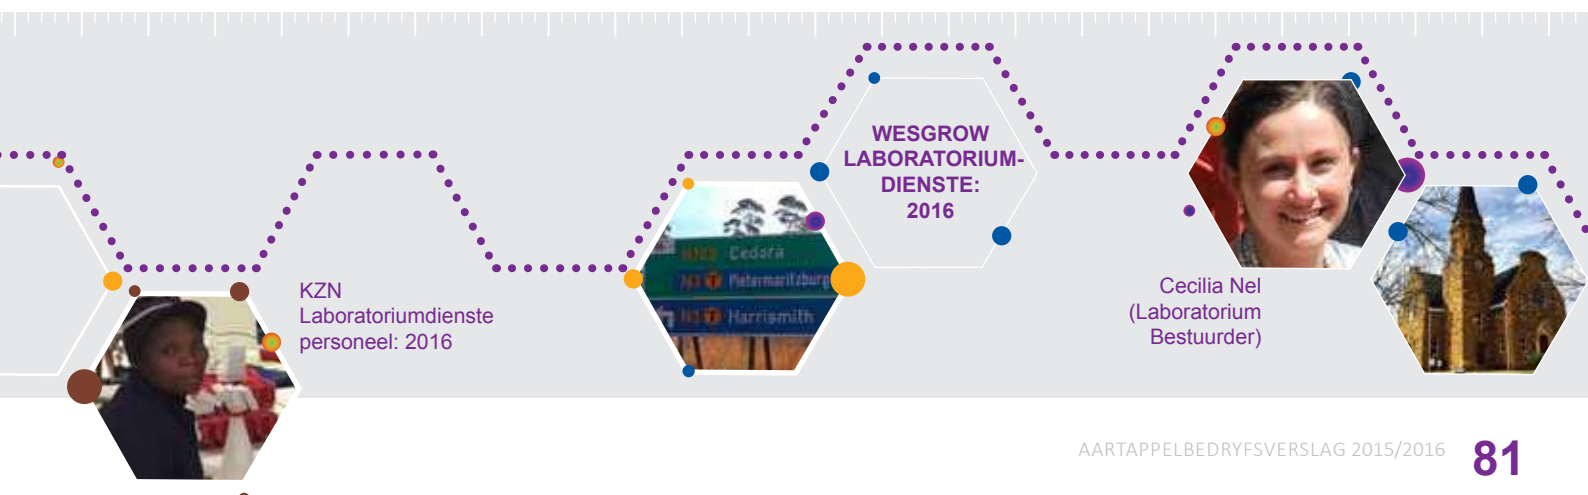 WESGROW
LABORATORIUM-
DIENSTE:
2016
KZN
Laboratoriumdienste
personeel: 2016
Cedara
Pietermaritzburg
Harrismith
Cecilia Nel
(Laboratorium
Bestuurder)
AARTAPPELBEDRYFSVERSLAG 2015/2016 81